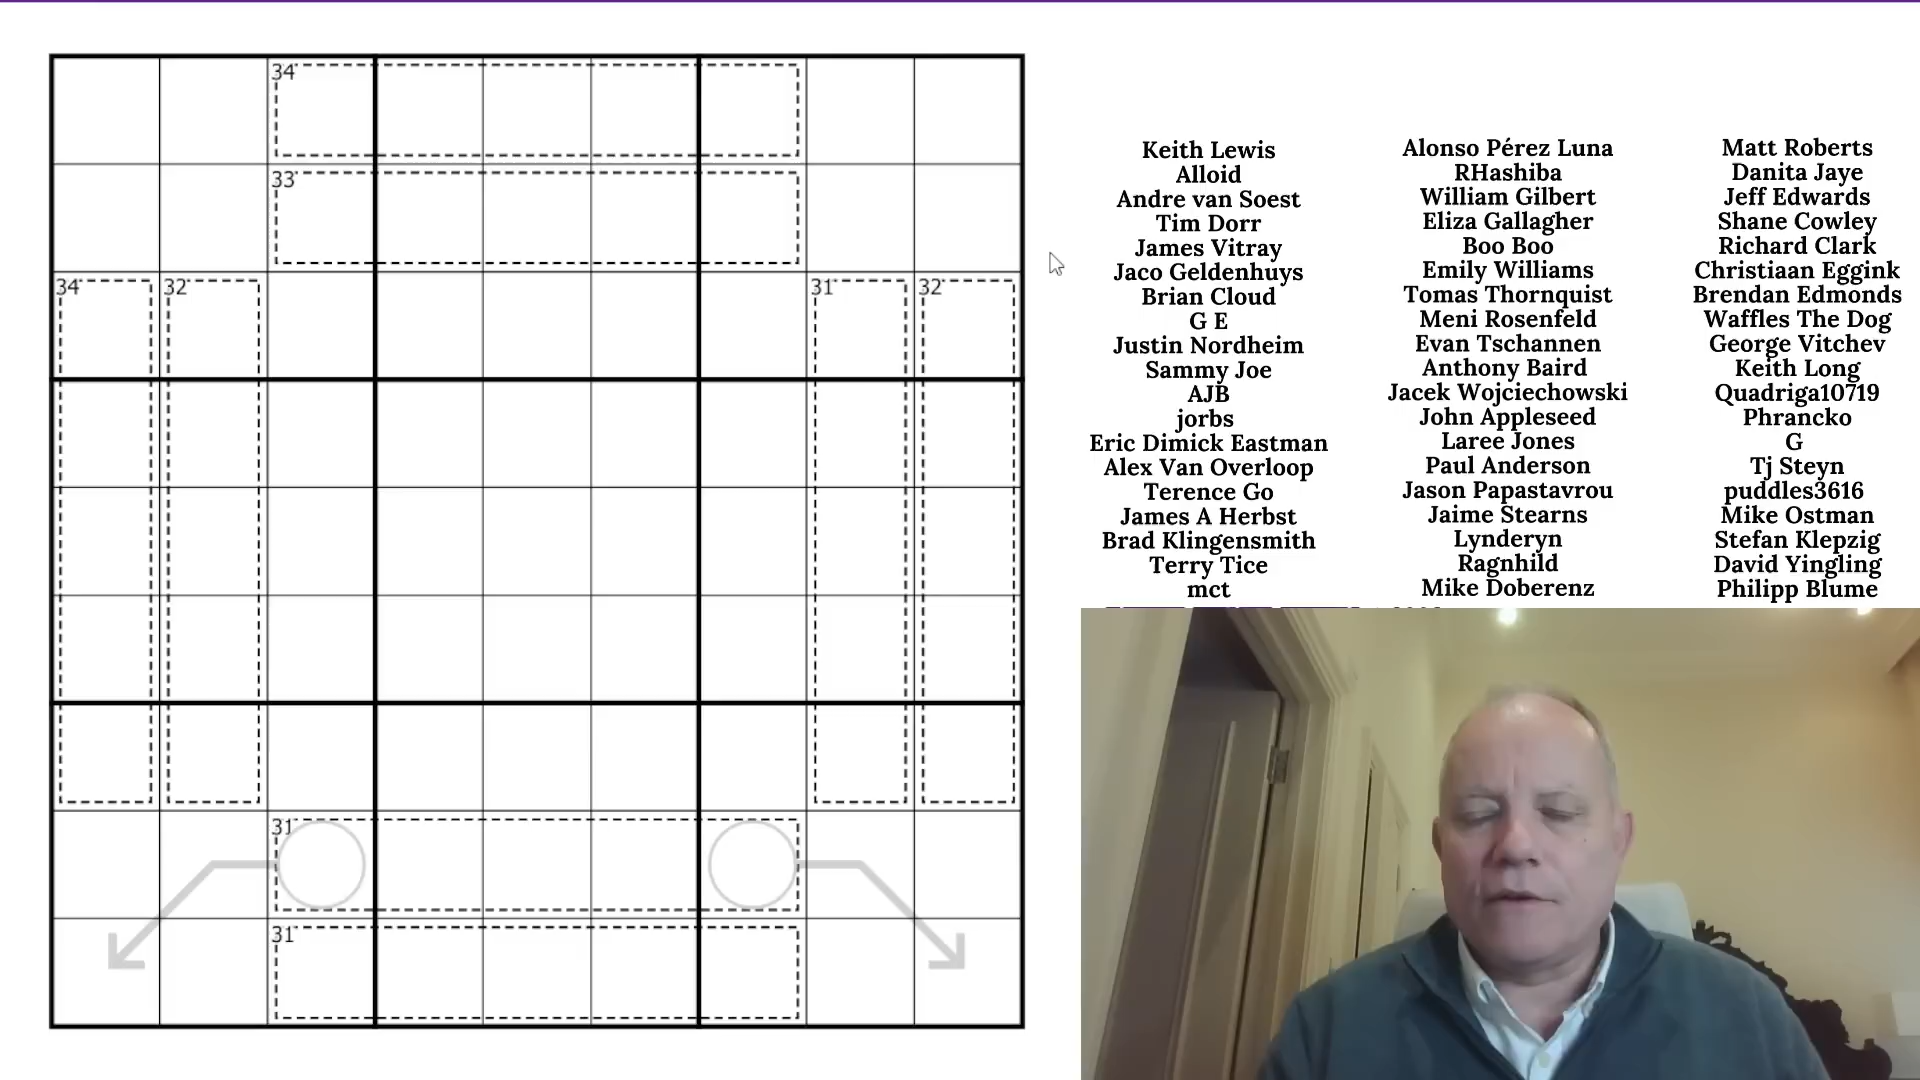 34
33
34 32 31 32
31
31
Keith Lewis
Alloid
Andre van Soest
Tim Dorr
James Vitray
Jaco Geldenhuys
Brian Cloud
G E
Justin Nordheim
Sammy Joe
AJB
jorbs
Eric Dimick Eastman
Alex Van Overloop
Terence Go
James A Herbst
Brad Klingensmith
Terry Tice
mct
Alonso Pérez Luna
RHashiba
William Gilbert
Eliza Gallagher
Boo Boo
Emily Williams
Tomas Thornquist
Meni Rosenfeld
Evan Tschannen
Anthony Baird
Jacek Wojciechowski
John Appleseed
Laree Jones
Paul Anderson
Jason Papastavrou
Jaime Stearns
Lynderyn
Ragnhild
Mike Doberenz
Matt Roberts
Danita Jaye
Jeff Edwards
Shane Cowley
Richard Clark
Christiaan Eggink
Brendan Edmonds
Waffles The Dog
George Vitchev
Keith Long
Quadriga10719
Phrancko
G
Tj Steyn
puddles3616
Mike Ostman
Stefan Klepzig
David Yingling
Philipp Blume